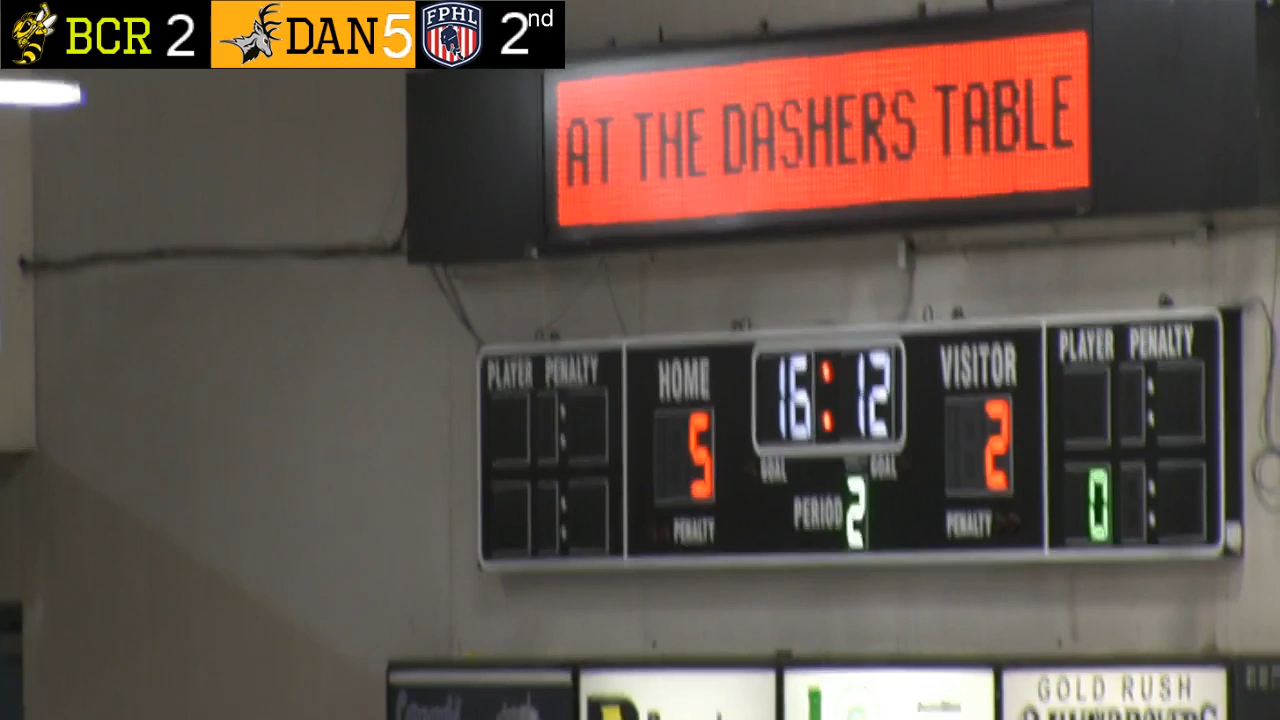 BCR 2 DAN 5 FPHL 2nd
AT THE DASHERS TABLE
PLAYER PENALTY HOME 16:12 VISITOR PLAYER PENALTY
5 2
GOAL GOAL
PERIOD 2 0
PENALTY PENALTY
GOLD RUSH